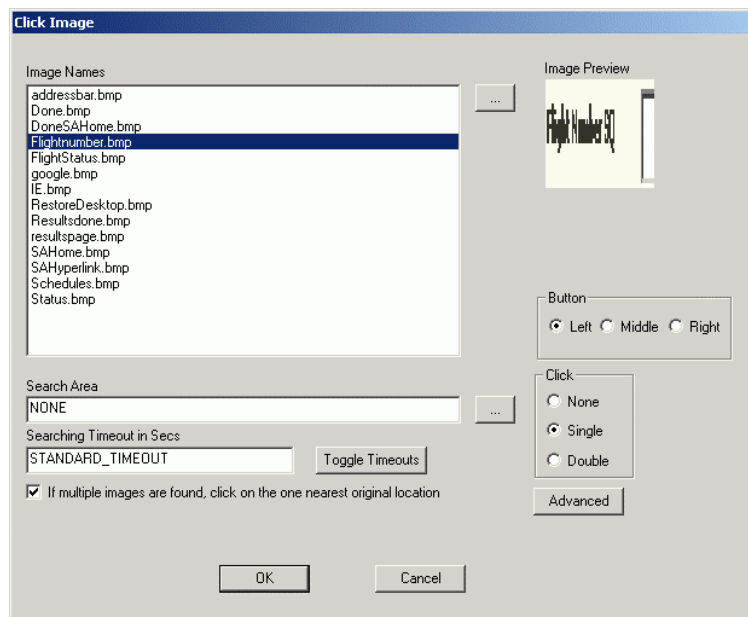 Click Image
Image Names
Image Preview
addressbar.bmp
Done.bmp
DoneSAHome.bmp
Flightnumber.bmp
FlightStatus.bmp
google.bmp
IE.bmp
RestoreDesktop.bmp
Resultsdone.bmp
resultspage.bmp
SAHome.bmp
SAHyperlink.bmp
Schedules.bmp
Status.bmp
...
Flight Number SQ
Button
Left Middle Right
Search Area
NONE
...
Click
None
Single
Double
Searching Timeout in Secs
STANDARD_TIMEOUT
Toggle Timeouts
If multiple images are found, click on the one nearest original location
Advanced
OK Cancel